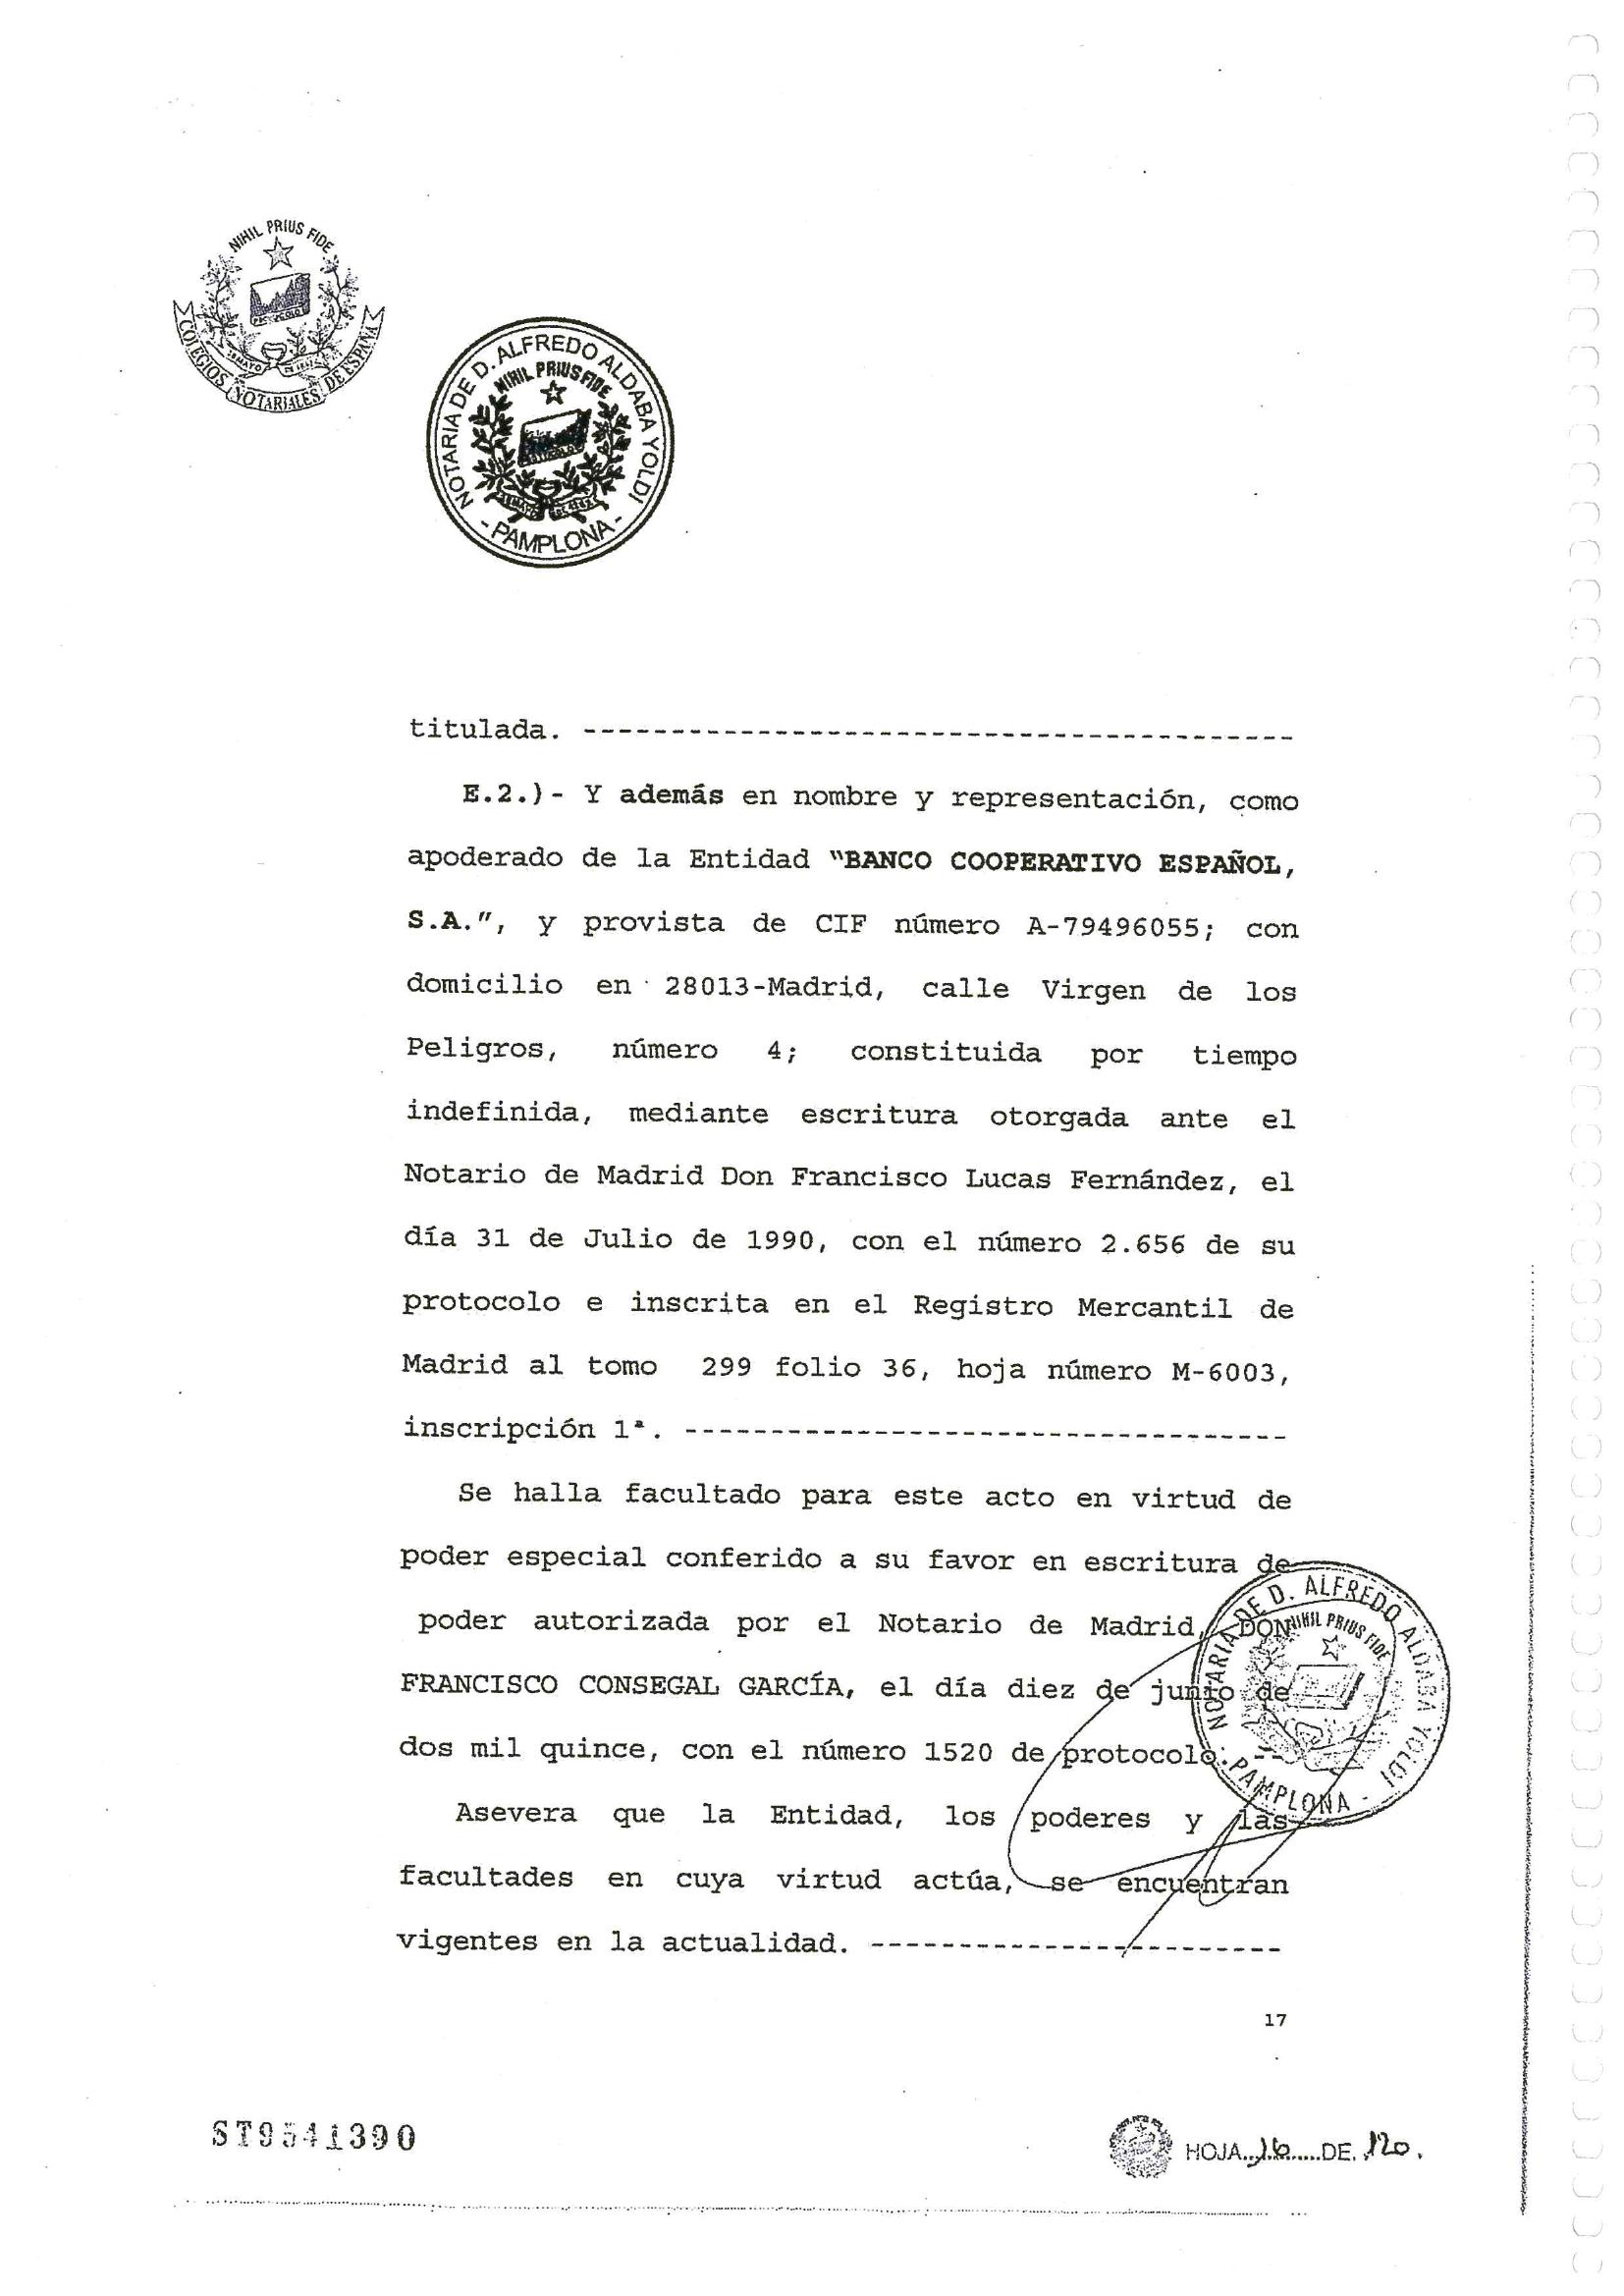 NIHIL PRIUS FIDE
COLEGIOS NOTARIALES DE ESPAÑA
NOTARIA DE D. ALFREDO ALDABA YOLDI
NIHIL PRIUS FIDE
- PAMPLONA -
titulada. -----------------------------------------
E.2.)- Y además en nombre y representación, como
apoderado de la Entidad "BANCO COOPERATIVO ESPAÑOL,
S.A.", y provista de CIF número A-79496055; con
domicilio en 28013-Madrid, calle Virgen de los
Peligros, número 4; constituida por tiempo
indefinida, mediante escritura otorgada ante el
Notario de Madrid Don Francisco Lucas Fernández, el
día 31 de Julio de 1990, con el número 2.656 de su
protocolo e inscrita en el Registro Mercantil de
Madrid al tomo 299 folio 36, hoja número M-6003,
inscripción 1ª. -----------------------------------
Se halla facultado para este acto en virtud de
poder especial conferido a su favor en escritura de
poder autorizada por el Notario de Madrid, DON
FRANCISCO CONSEGAL GARCÍA, el día diez de junio de
dos mil quince, con el número 1520 de protocolo. --
NOTARIA DE D. ALFREDO ALDABA YOLDI
NIHIL PRIUS FIDE
- PAMPLONA -
Asevera que la Entidad, los poderes y las
facultades en cuya virtud actúa, se encuentran
vigentes en la actualidad. ------------------------
17
ST9541390
HOJA 16 DE 120.